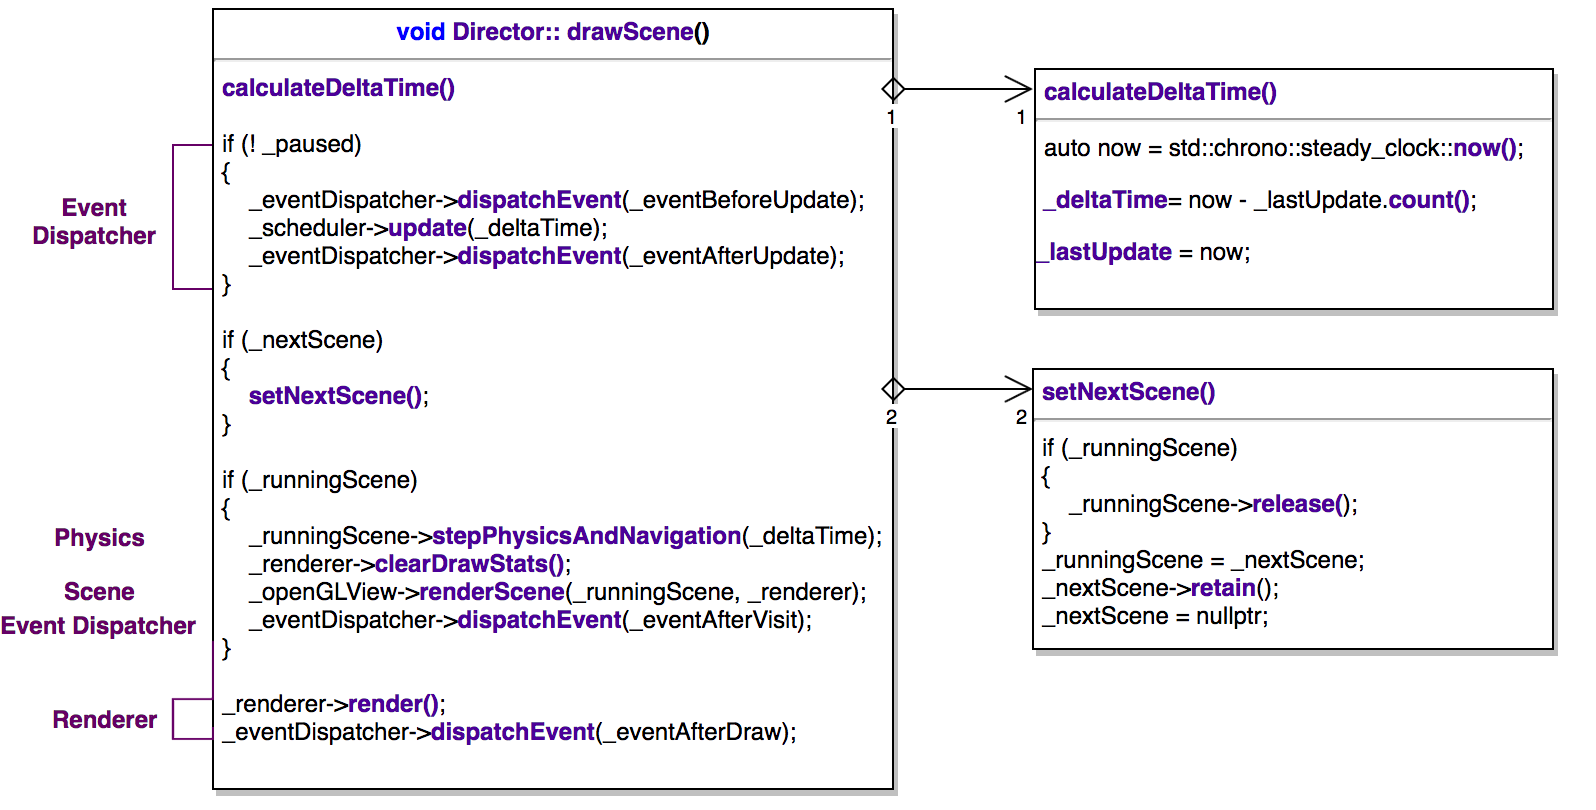 void Director:: drawScene()
calculateDeltaTime()
if (! _paused)
{
_eventDispatcher->dispatchEvent(_eventBeforeUpdate);
_scheduler->update(_deltaTime);
_eventDispatcher->dispatchEvent(_eventAfterUpdate);
}
if (_nextScene)
{
setNextScene();
}
if (_runningScene)
{
_runningScene->stepPhysicsAndNavigation(_deltaTime);
_renderer->clearDrawStats();
_openGLView->renderScene(_runningScene, _renderer);
_eventDispatcher->dispatchEvent(_eventAfterVisit);
}
_renderer->render();
_eventDispatcher->dispatchEvent(_eventAfterDraw);
Event
Dispatcher
Physics
Scene
Event Dispatcher
Renderer
1
1
calculateDeltaTime()
auto now = std::chrono::steady_clock::now();
_deltaTime= now - _lastUpdate.count();
_lastUpdate = now;
2
2
setNextScene()
if (_runningScene)
{
_runningScene->release();
}
_runningScene = _nextScene;
_nextScene->retain();
_nextScene = nullptr;